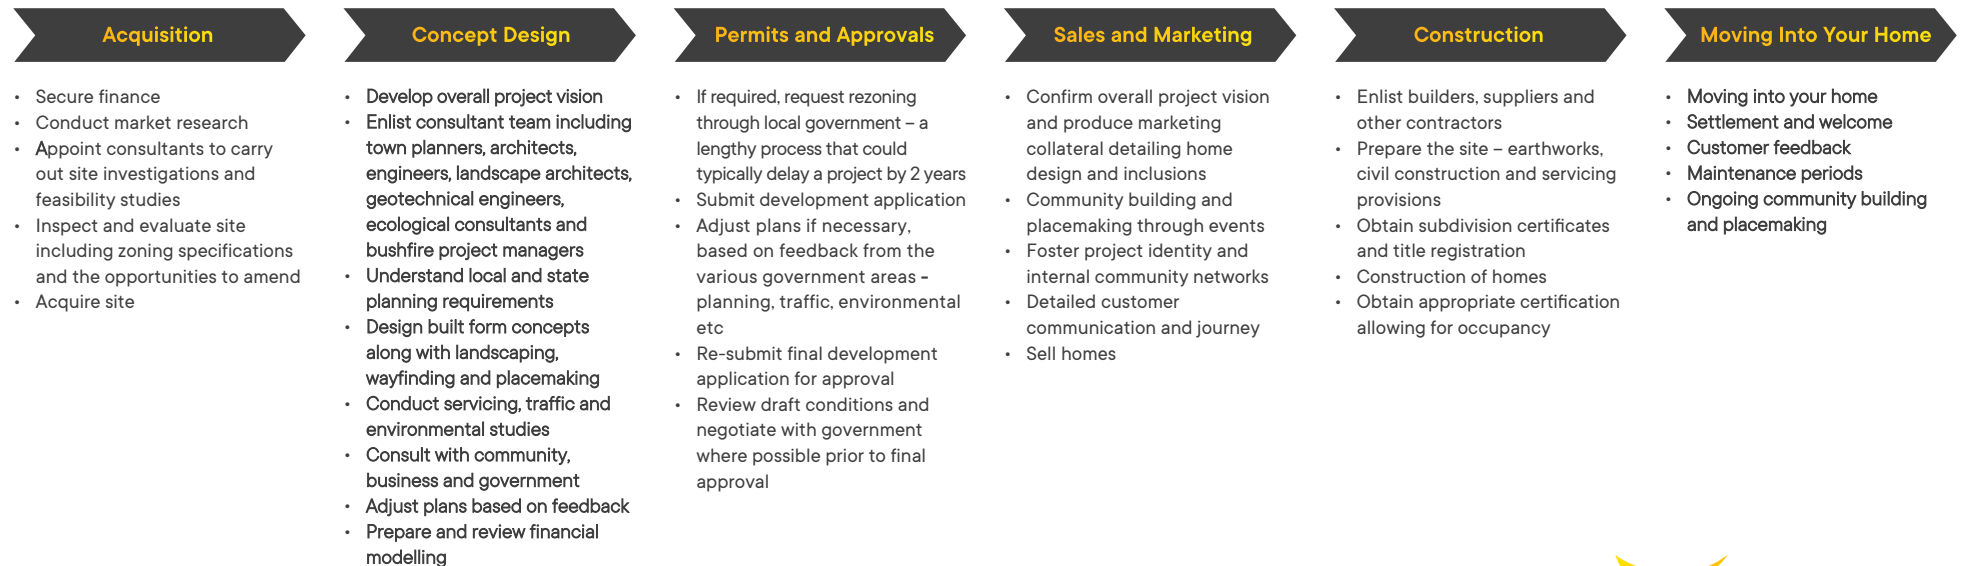 Acquisition
• Secure finance
• Conduct market research
• Appoint consultants to carry
out site investigations and
feasibility studies
• Inspect and evaluate site
including zoning specifications
and the opportunities to amend
• Acquire site
Concept Design
• Develop overall project vision
• Enlist consultant team including
town planners, architects,
engineers, landscape architects,
geotechnical engineers,
ecological consultants and
bushfire project managers
• Understand local and state
planning requirements
• Design built form concepts
along with landscaping,
wayfinding and placemaking
• Conduct servicing, traffic and
environmental studies
• Consult with community,
business and government
• Adjust plans based on feedback
• Prepare and review financial
modelling
Permits and Approvals
• If required, request rezoning
through local government – a
lengthy process that could
typically delay a project by 2 years
• Submit development application
• Adjust plans if necessary,
based on feedback from the
various government areas -
planning, traffic, environmental
etc
• Re-submit final development
application for approval
• Review draft conditions and
negotiate with government
where possible prior to final
approval
Sales and Marketing
• Confirm overall project vision
and produce marketing
collateral detailing home
design and inclusions
• Community building and
placemaking through events
• Foster project identity and
internal community networks
• Detailed customer
communication and journey
• Sell homes
Construction
• Enlist builders, suppliers and
other contractors
• Prepare the site – earthworks,
civil construction and servicing
provisions
• Obtain subdivision certificates
and title registration
• Construction of homes
• Obtain appropriate certification
allowing for occupancy
Moving Into Your Home
• Moving into your home
• Settlement and welcome
• Customer feedback
• Maintenance periods
• Ongoing community building
and placemaking